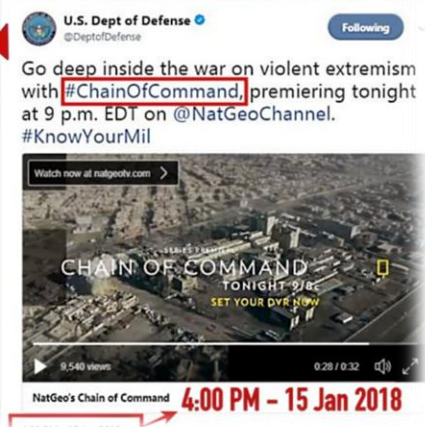 U.S. Dept of Defense
@DeptofDefense
Following
Go deep inside the war on violent extremism
with #ChainOfCommand, premiering tonight
at 9 p.m. EDT on @NatGeoChannel.
#KnowYourMil
Watch now at natgeotv.com
SERIES PREMIERE
CHAIN OF COMMAND
TONIGHT 9/8c
SET YOUR DVR NOW
9,540 views
0:28 / 0:32
NatGeo's Chain of Command
4:00 PM – 15 Jan 2018